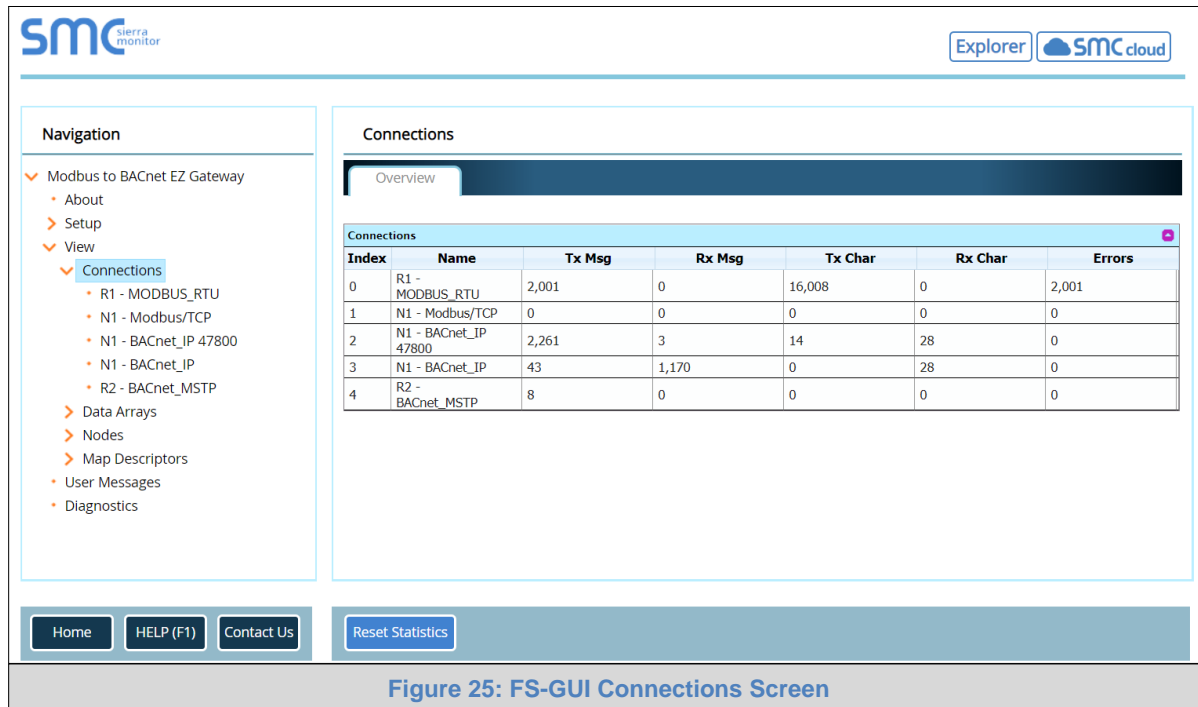 SMC sierra monitor
Explorer
SMC cloud
Navigation
Modbus to BACnet EZ Gateway
About
Setup
View
Connections
R1 - MODBUS_RTU
N1 - Modbus/TCP
N1 - BACnet_IP 47800
N1 - BACnet_IP
R2 - BACnet_MSTP
Data Arrays
Nodes
Map Descriptors
User Messages
Diagnostics
Connections
Overview
Connections
Index Name Tx Msg Rx Msg Tx Char Rx Char Errors
0 R1 - MODBUS_RTU 2,001 0 16,008 0 2,001
1 N1 - Modbus/TCP 0 0 0 0 0
2 N1 - BACnet_IP 47800 2,261 3 14 28 0
3 N1 - BACnet_IP 43 1,170 0 28 0
4 R2 - BACnet_MSTP 8 0 0 0 0
Home
HELP (F1)
Contact Us
Reset Statistics
Figure 25: FS-GUI Connections Screen